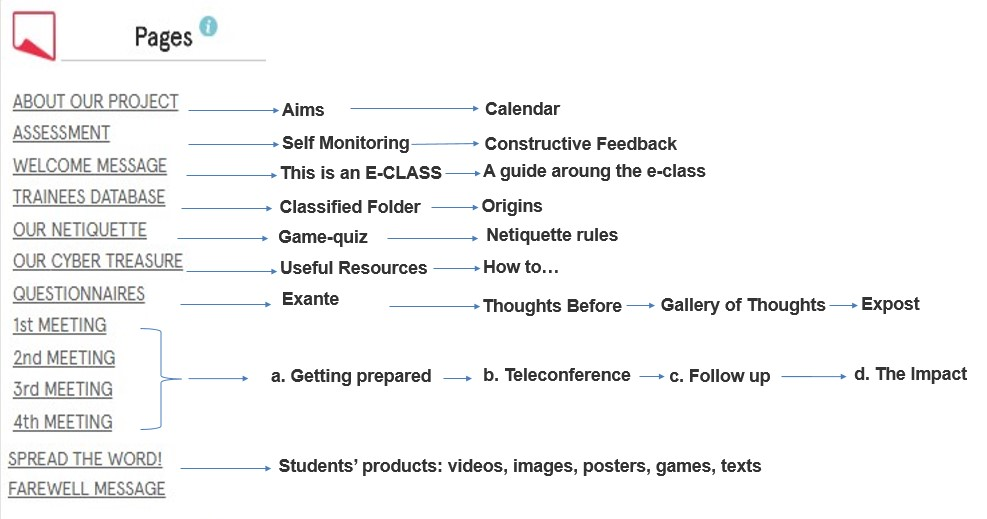 Pages i
ABOUT OUR PROJECT Aims Calendar
ASSESSMENT Self Monitoring Constructive Feedback
WELCOME MESSAGE This is an E-CLASS A guide aroung the e-class
TRAINEES DATABASE Classified Folder Origins
OUR NETIQUETTE Game-quiz Netiquette rules
OUR CYBER TREASURE Useful Resources How to...
QUESTIONNAIRES Exante Thoughts Before Gallery of Thoughts Expost
1st MEETING
2nd MEETING
a. Getting prepared b. Teleconference c. Follow up d. The Impact
3rd MEETING
4th MEETING
SPREAD THE WORD! Students’ products: videos, images, posters, games, texts
FAREWELL MESSAGE